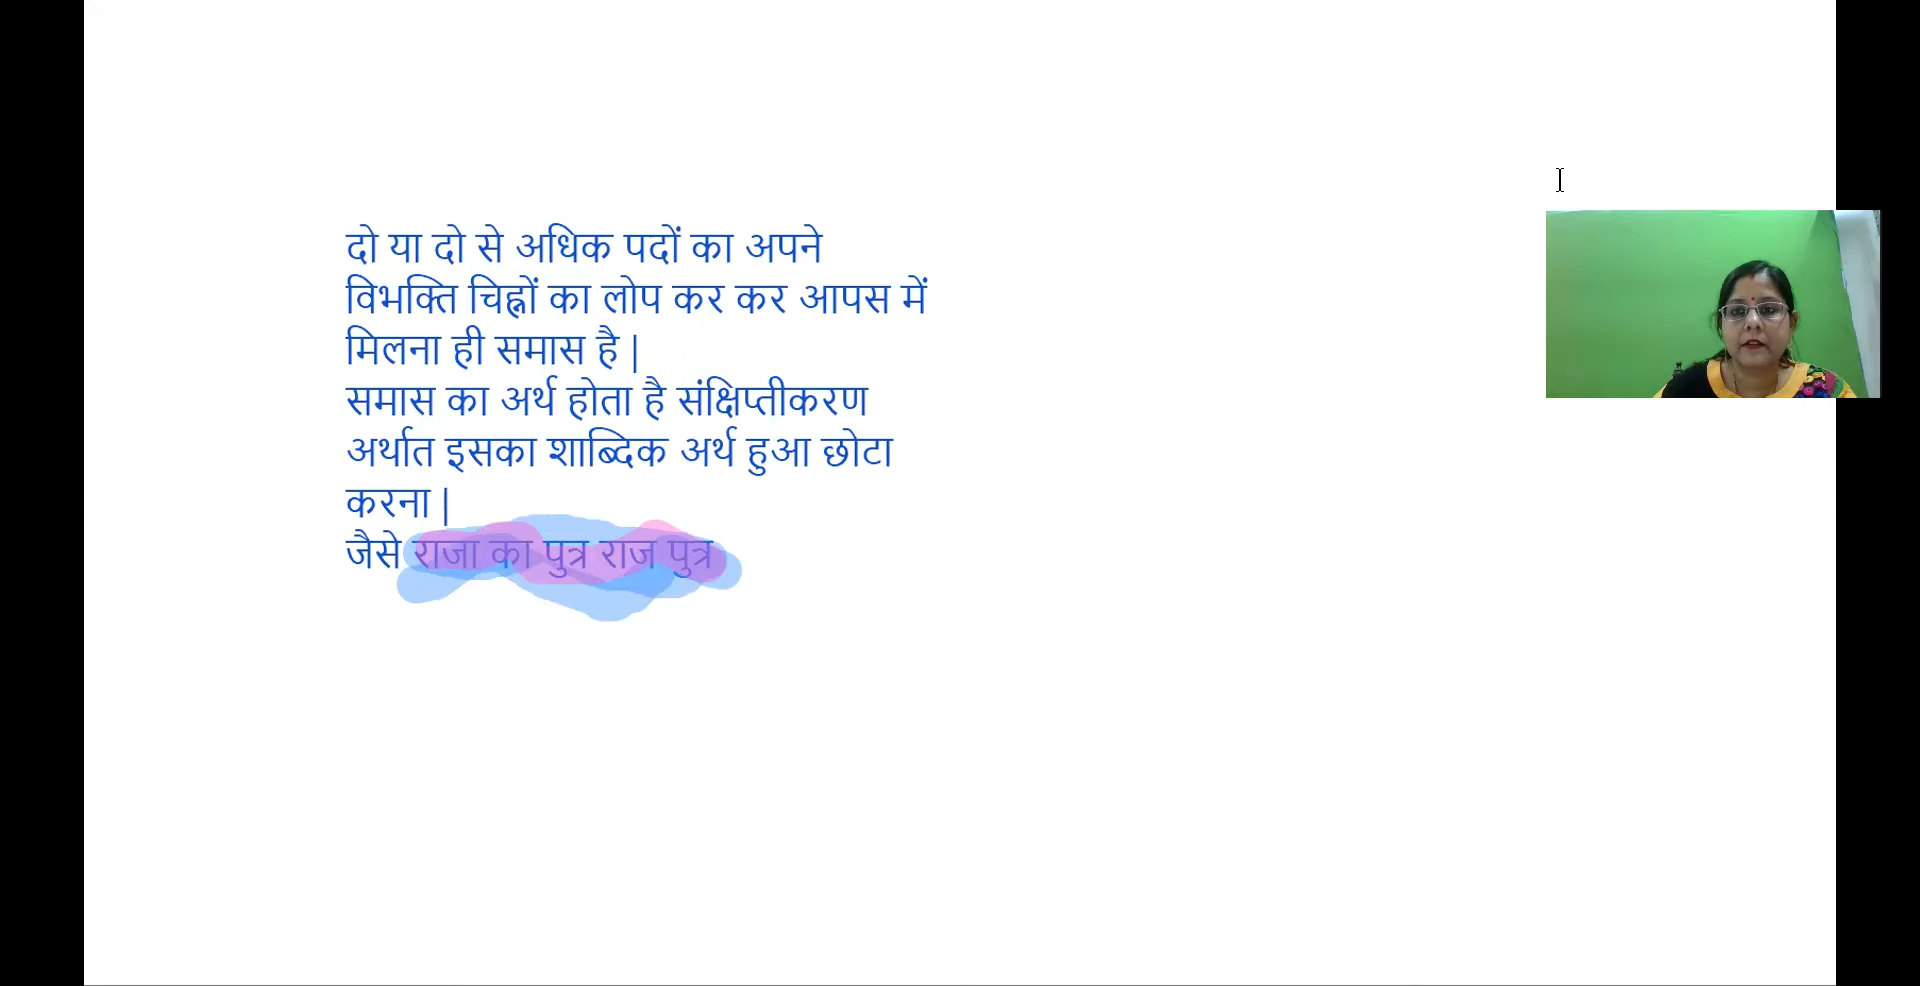 दो या दो से अधिक पदों का अपने
विभक्ति चिह्नों का लोप कर कर आपस में
मिलना ही समास है |
समास का अर्थ होता है संक्षिप्तीकरण
अर्थात इसका शाब्दिक अर्थ हुआ छोटा
करना |
जैसे राजा का पुत्र राज पुत्र